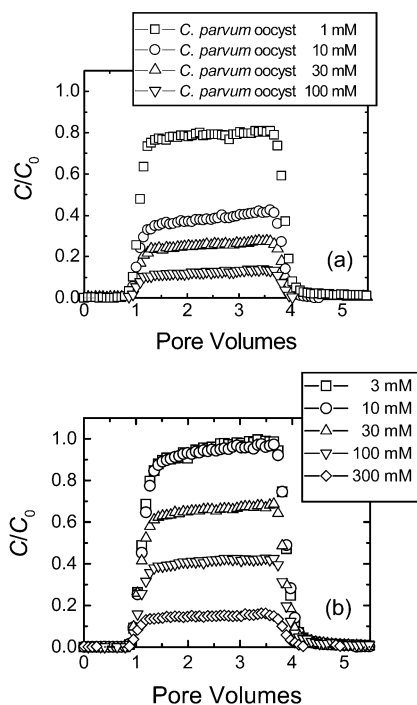 C. parvum oocyst 1 mM
C. parvum oocyst 10 mM
C. parvum oocyst 30 mM
C. parvum oocyst 100 mM
1.0
0.8
0.6
0.4
0.2
0.0
C/C0
(a)
0 1 2 3 4 5
Pore Volumes
3 mM
10 mM
30 mM
100 mM
300 mM
1.0
0.8
0.6
0.4
0.2
0.0
C/C0
(b)
0 1 2 3 4 5
Pore Volumes